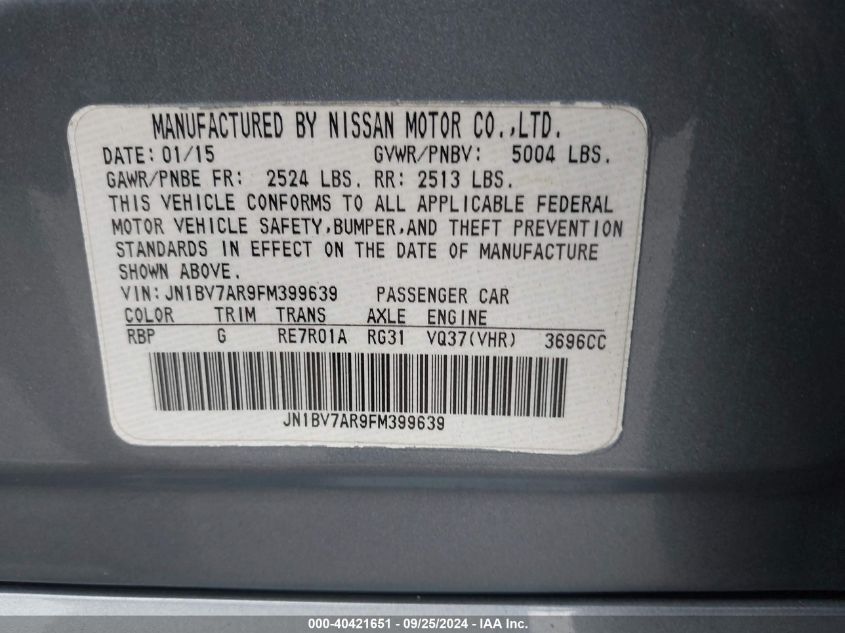 MANUFACTURED BY NISSAN MOTOR CO.,LTD.
DATE: 01/15 GVWR/PNBV: 5004 LBS.
GAWR/PNBE FR: 2524 LBS. RR: 2513 LBS.
THIS VEHICLE CONFORMS TO ALL APPLICABLE FEDERAL
MOTOR VEHICLE SAFETY,BUMPER,AND THEFT PREVENTION
STANDARDS IN EFFECT ON THE DATE OF MANUFACTURE
SHOWN ABOVE.
VIN: JN1BV7AR9FM399639 PASSENGER CAR
COLOR TRIM TRANS AXLE ENGINE
RBP G RE7R01A RG31 VQ37(VHR) 3696CC
JN1BV7AR9FM399639
000-40421651 - 09/25/2024 - IAA Inc.